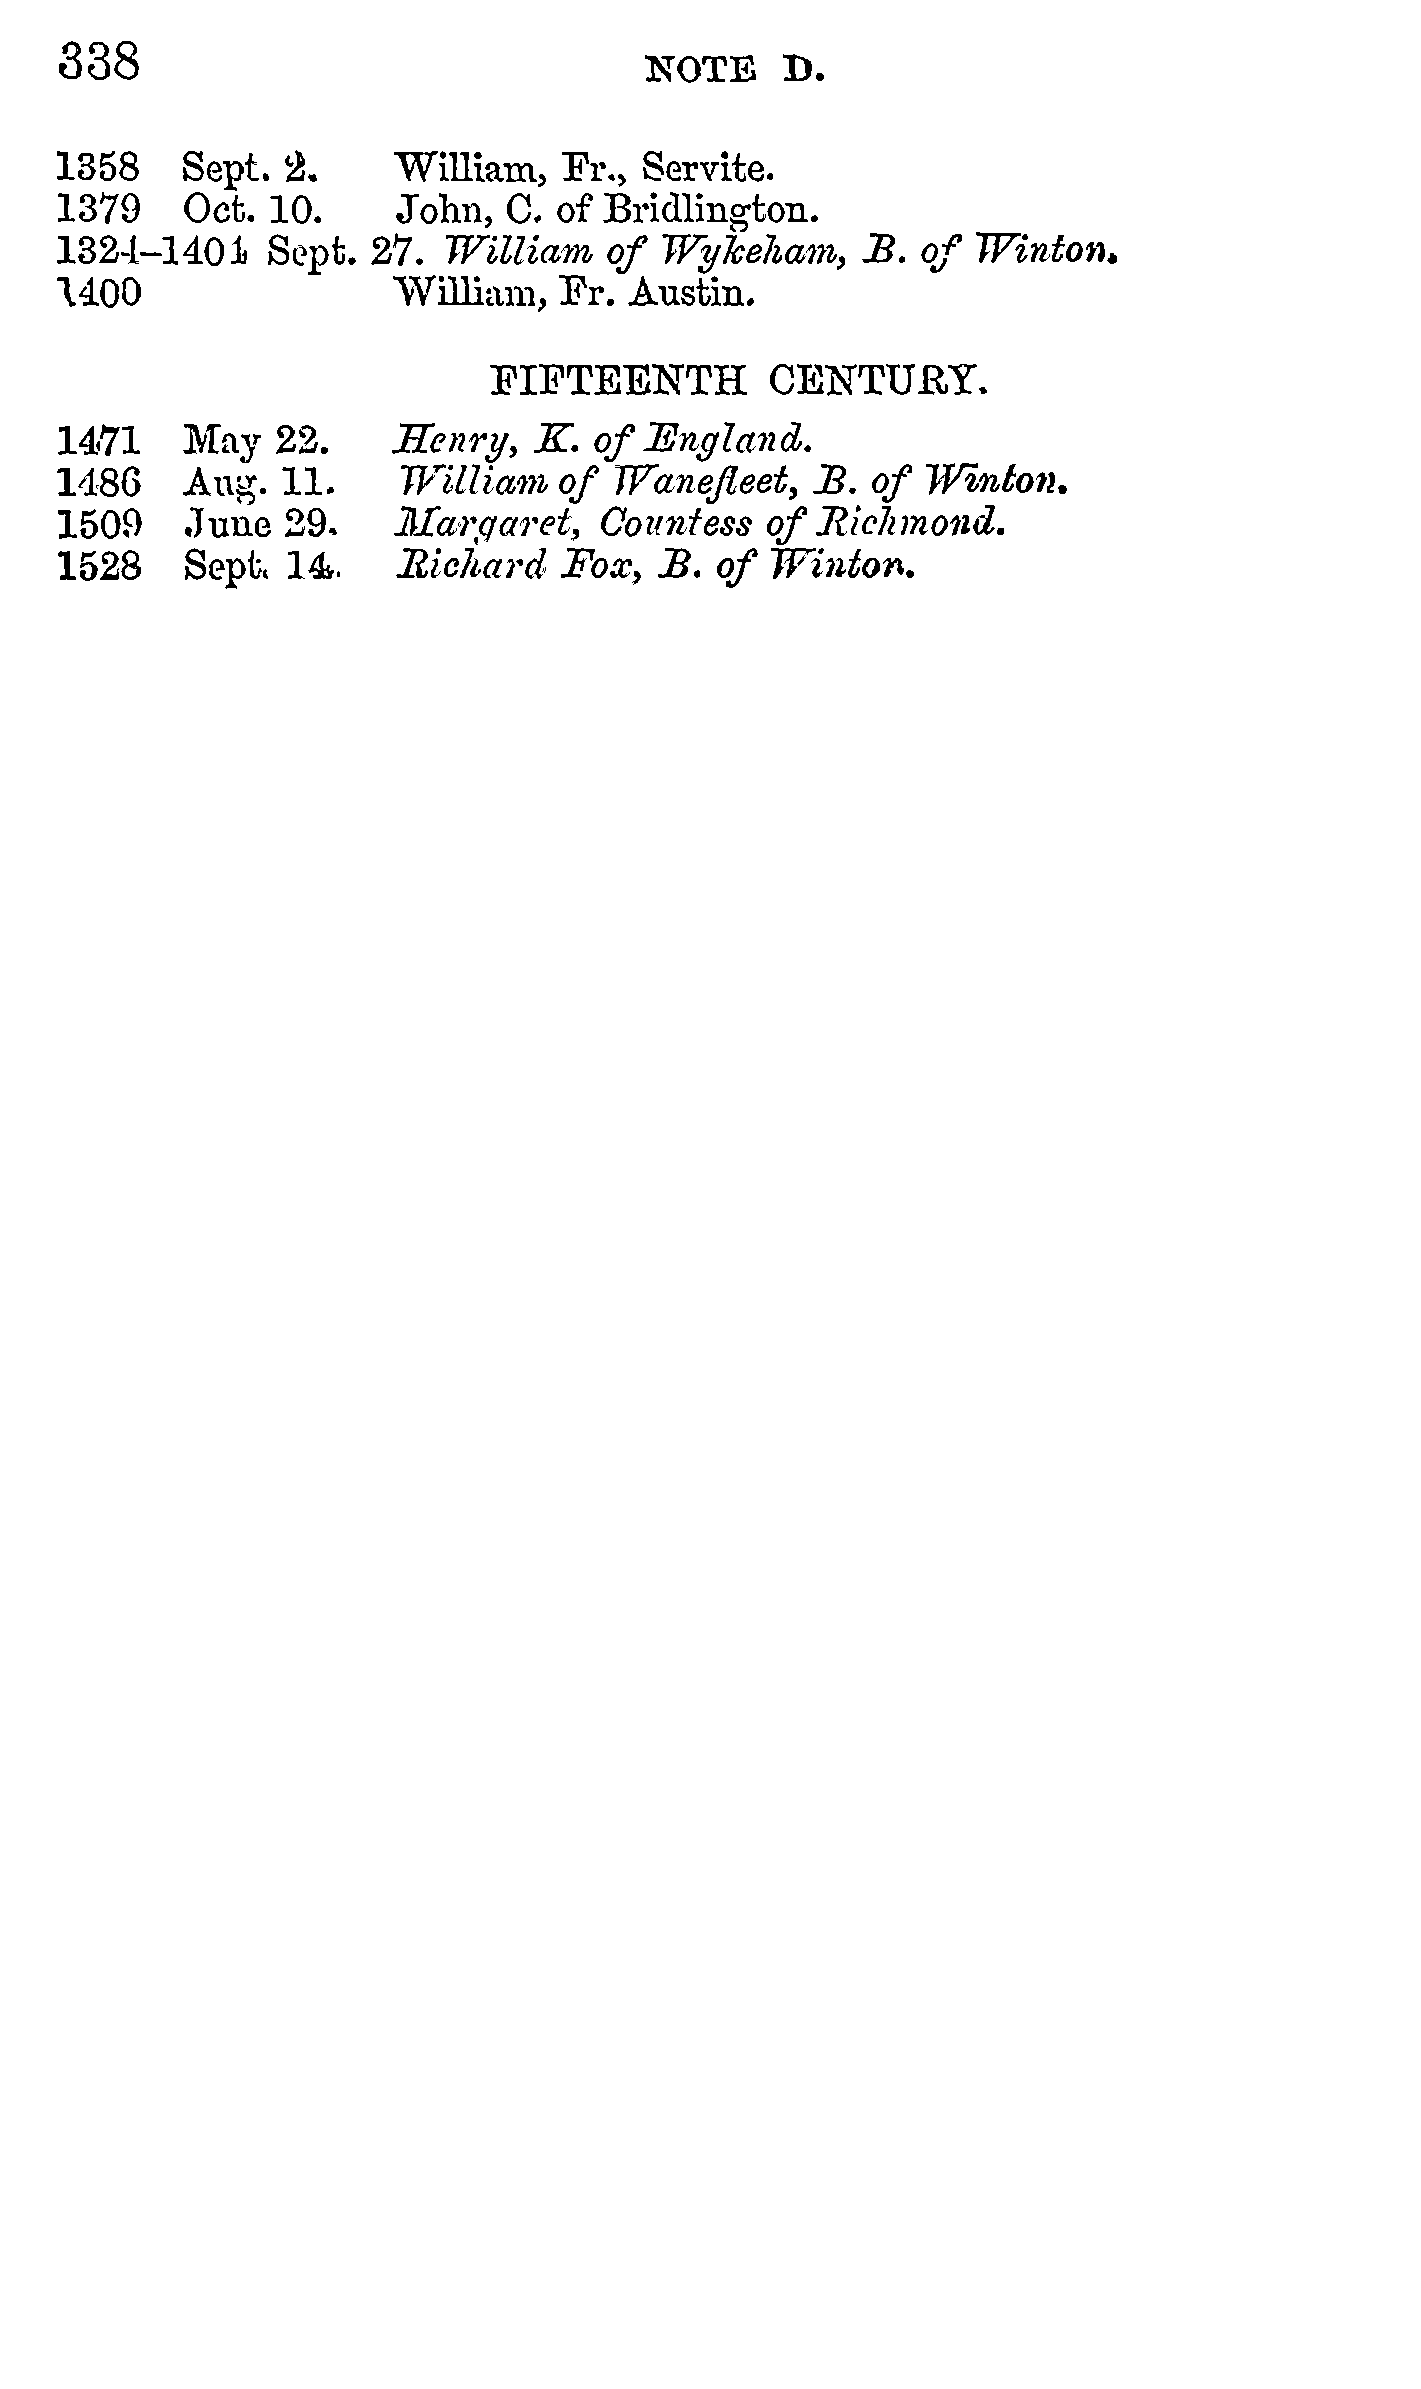 338 NOTE D.
1358 Sept. 2. William, Fr., Servite.
1379 Oct. 10. John, C. of Bridlington.
1324–1401 Sept. 27. William of Wykeham, B. of Winton.
1400 William, Fr. Austin.
FIFTEENTH CENTURY.
1471 May 22. Henry, K. of England.
1486 Aug. 11. William of Wanefleet, B. of Winton.
1509 June 29. Margaret, Countess of Richmond.
1528 Sept. 14. Richard Fox, B. of Winton.